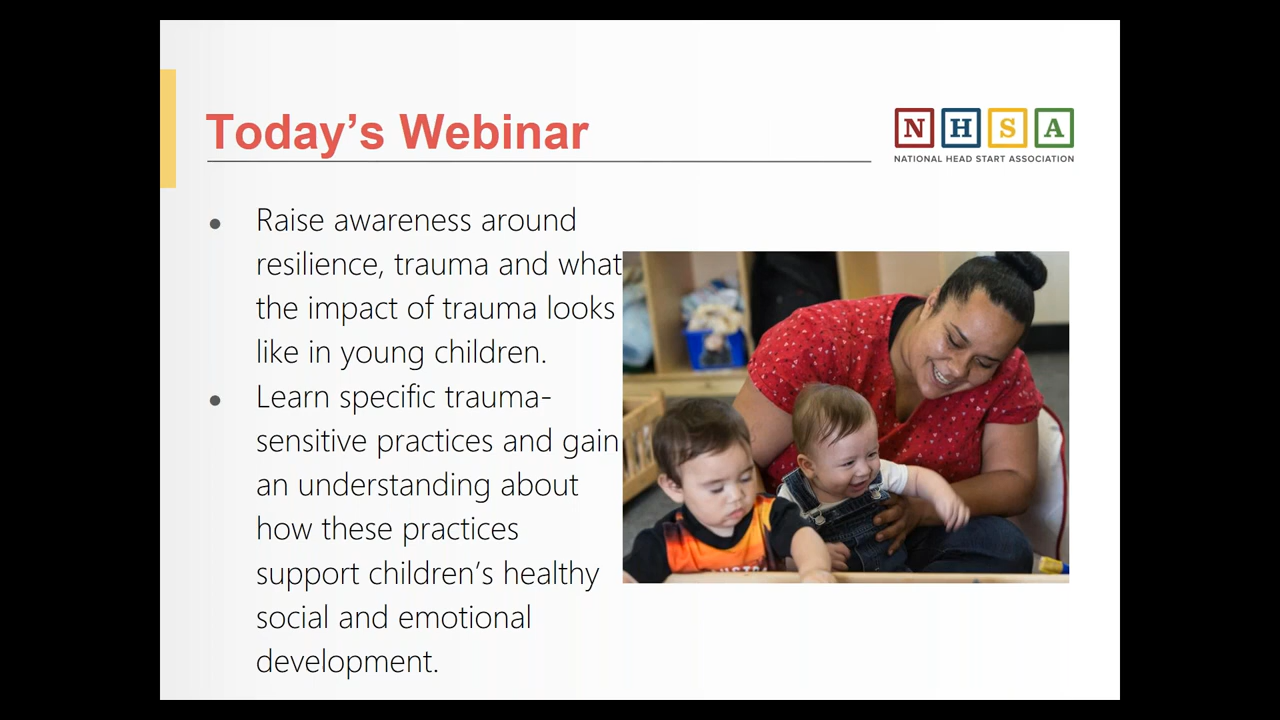 Today’s Webinar
N H S A
NATIONAL HEAD START ASSOCIATION
● Raise awareness around
resilience, trauma and what
the impact of trauma looks
like in young children.
● Learn specific trauma-
sensitive practices and gain
an understanding about
how these practices
support children’s healthy
social and emotional
development.